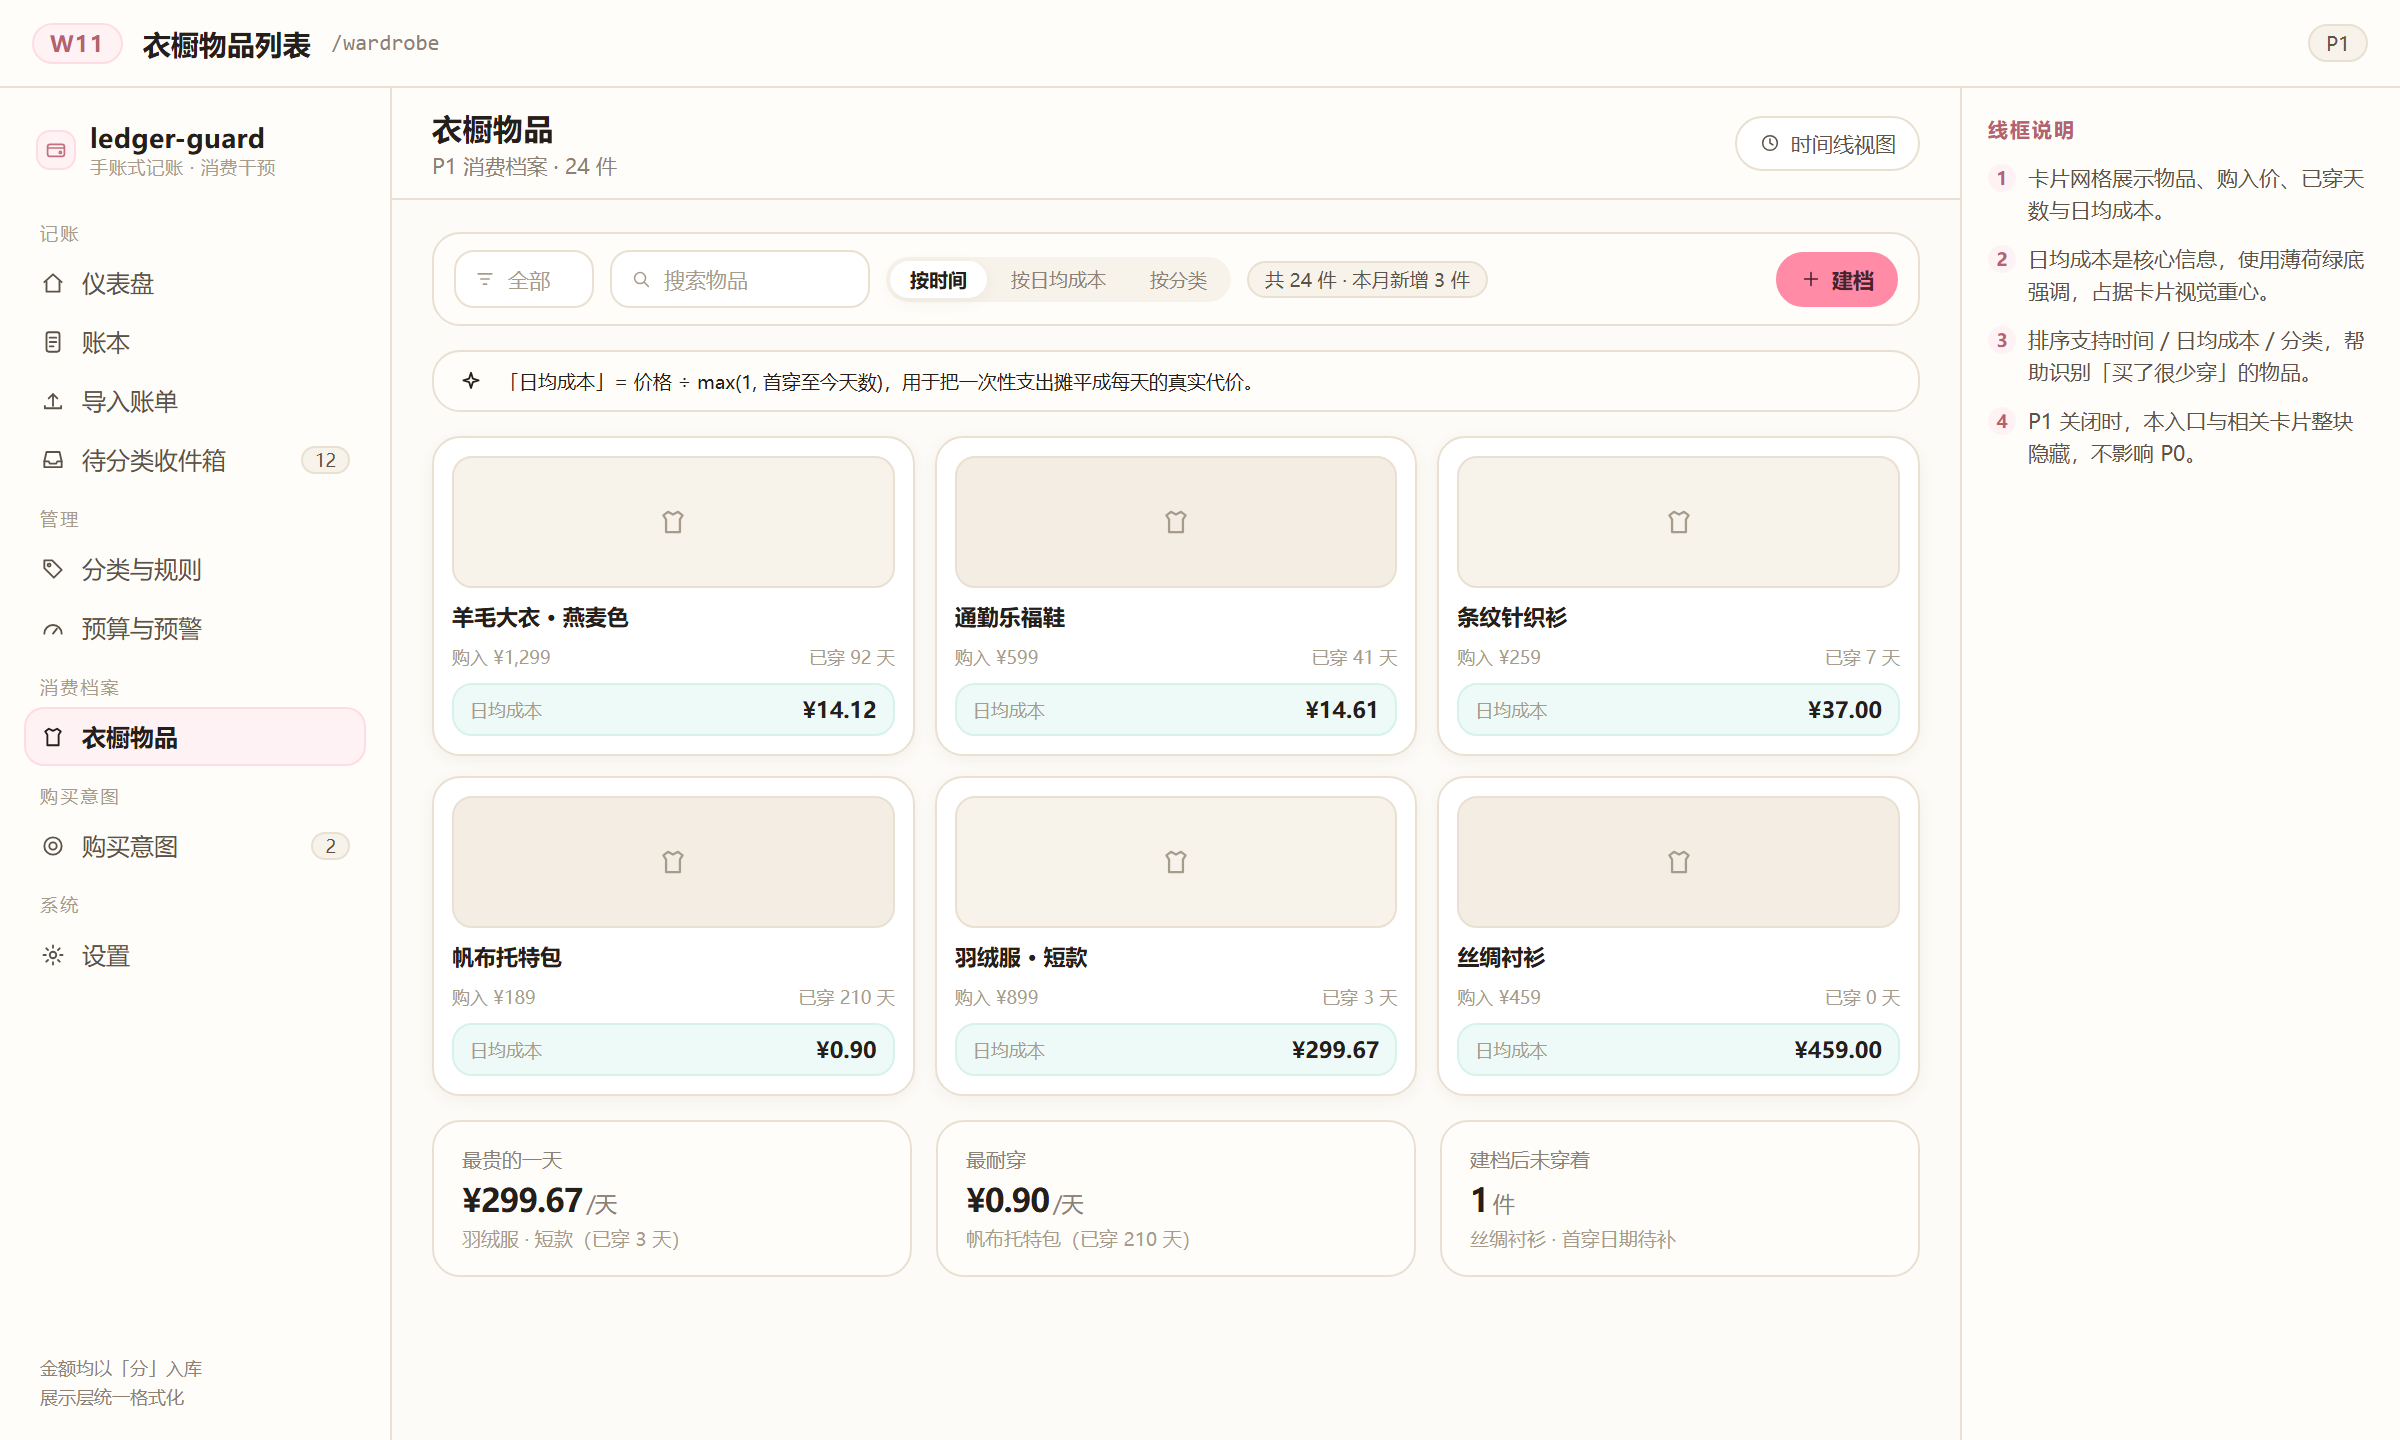 W11 衣橱物品列表 /wardrobe
P1
ledger-guard
手账式记账 · 消费干预
记账
仪表盘
账本
导入账单
待分类收件箱 12
管理
分类与规则
预算与预警
消费档案
衣橱物品
购买意图
购买意图 2
系统
设置
金额均以「分」入库
展示层统一格式化
衣橱物品
P1 消费档案 · 24 件
时间线视图
全部 搜索物品 按时间 按日均成本 按分类 共 24 件 · 本月新增 3 件 建档
「日均成本」= 价格 ÷ max(1, 首穿至今天数)，用于把一次性支出摊平成每天的真实代价。
羊毛大衣 · 燕麦色
购入 ¥1,299 已穿 92 天
日均成本 ¥14.12
通勤乐福鞋
购入 ¥599 已穿 41 天
日均成本 ¥14.61
条纹针织衫
购入 ¥259 已穿 7 天
日均成本 ¥37.00
帆布托特包
购入 ¥189 已穿 210 天
日均成本 ¥0.90
羽绒服 · 短款
购入 ¥899 已穿 3 天
日均成本 ¥299.67
丝绸衬衫
购入 ¥459 已穿 0 天
日均成本 ¥459.00
最贵的一天
¥299.67/天
羽绒服 · 短款（已穿 3 天）
最耐穿
¥0.90/天
帆布托特包（已穿 210 天）
建档后未穿着
1 件
丝绸衬衫 · 首穿日期待补
线框说明
1 卡片网格展示物品、购入价、已穿天
数与日均成本。
2 日均成本是核心信息，使用薄荷绿底
强调，占据卡片视觉重心。
3 排序支持时间 / 日均成本 / 分类，帮
助识别「买了很少穿」的物品。
4 P1 关闭时，本入口与相关卡片整块
隐藏，不影响 P0。